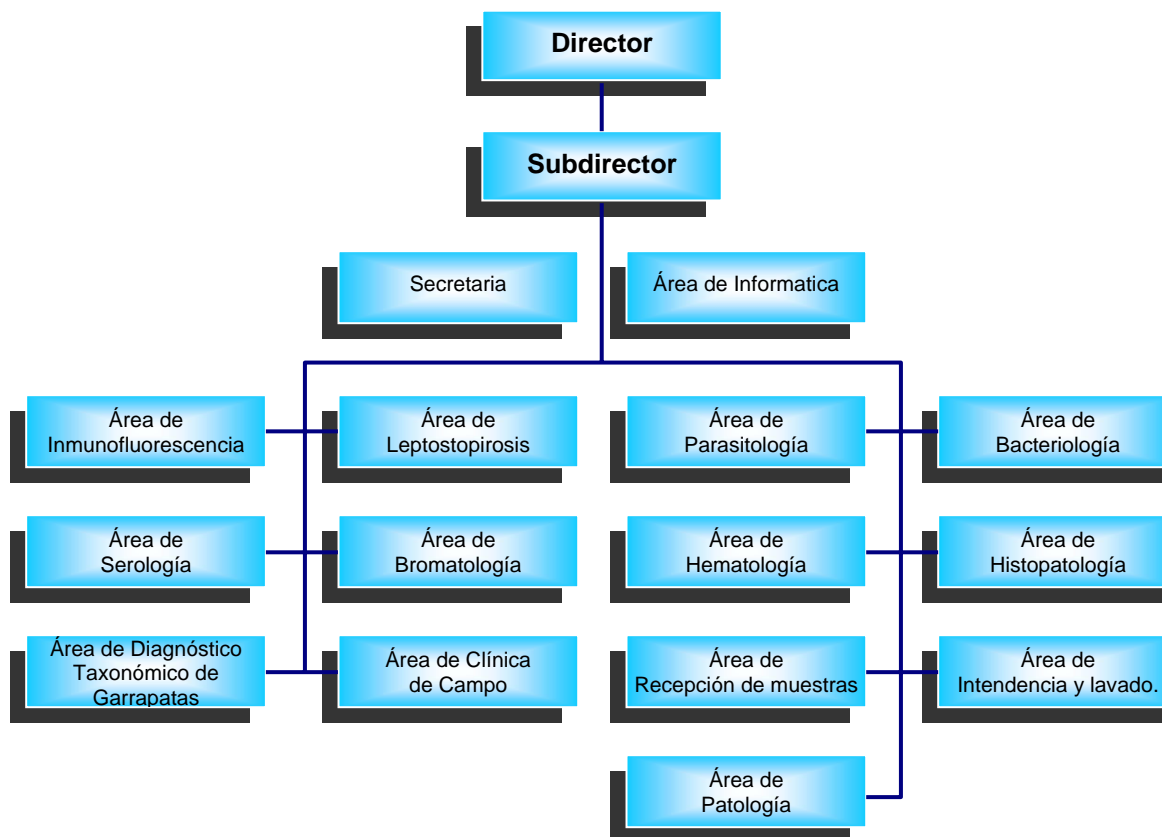 Director
Subdirector
Secretaria
Área de Informatica
Área de
Inmunofluorescencia
Área de
Leptostopirosis
Área de
Parasitología
Área de
Bacteriología
Área de
Serología
Área de
Bromatología
Área de
Hematología
Área de
Histopatología
Área de Diagnóstico
Taxonómico de
Garrapatas
Área de Clínica
de Campo
Área de
Recepción de muestras
Área de
Intendencia y lavado.
Área de
Patología